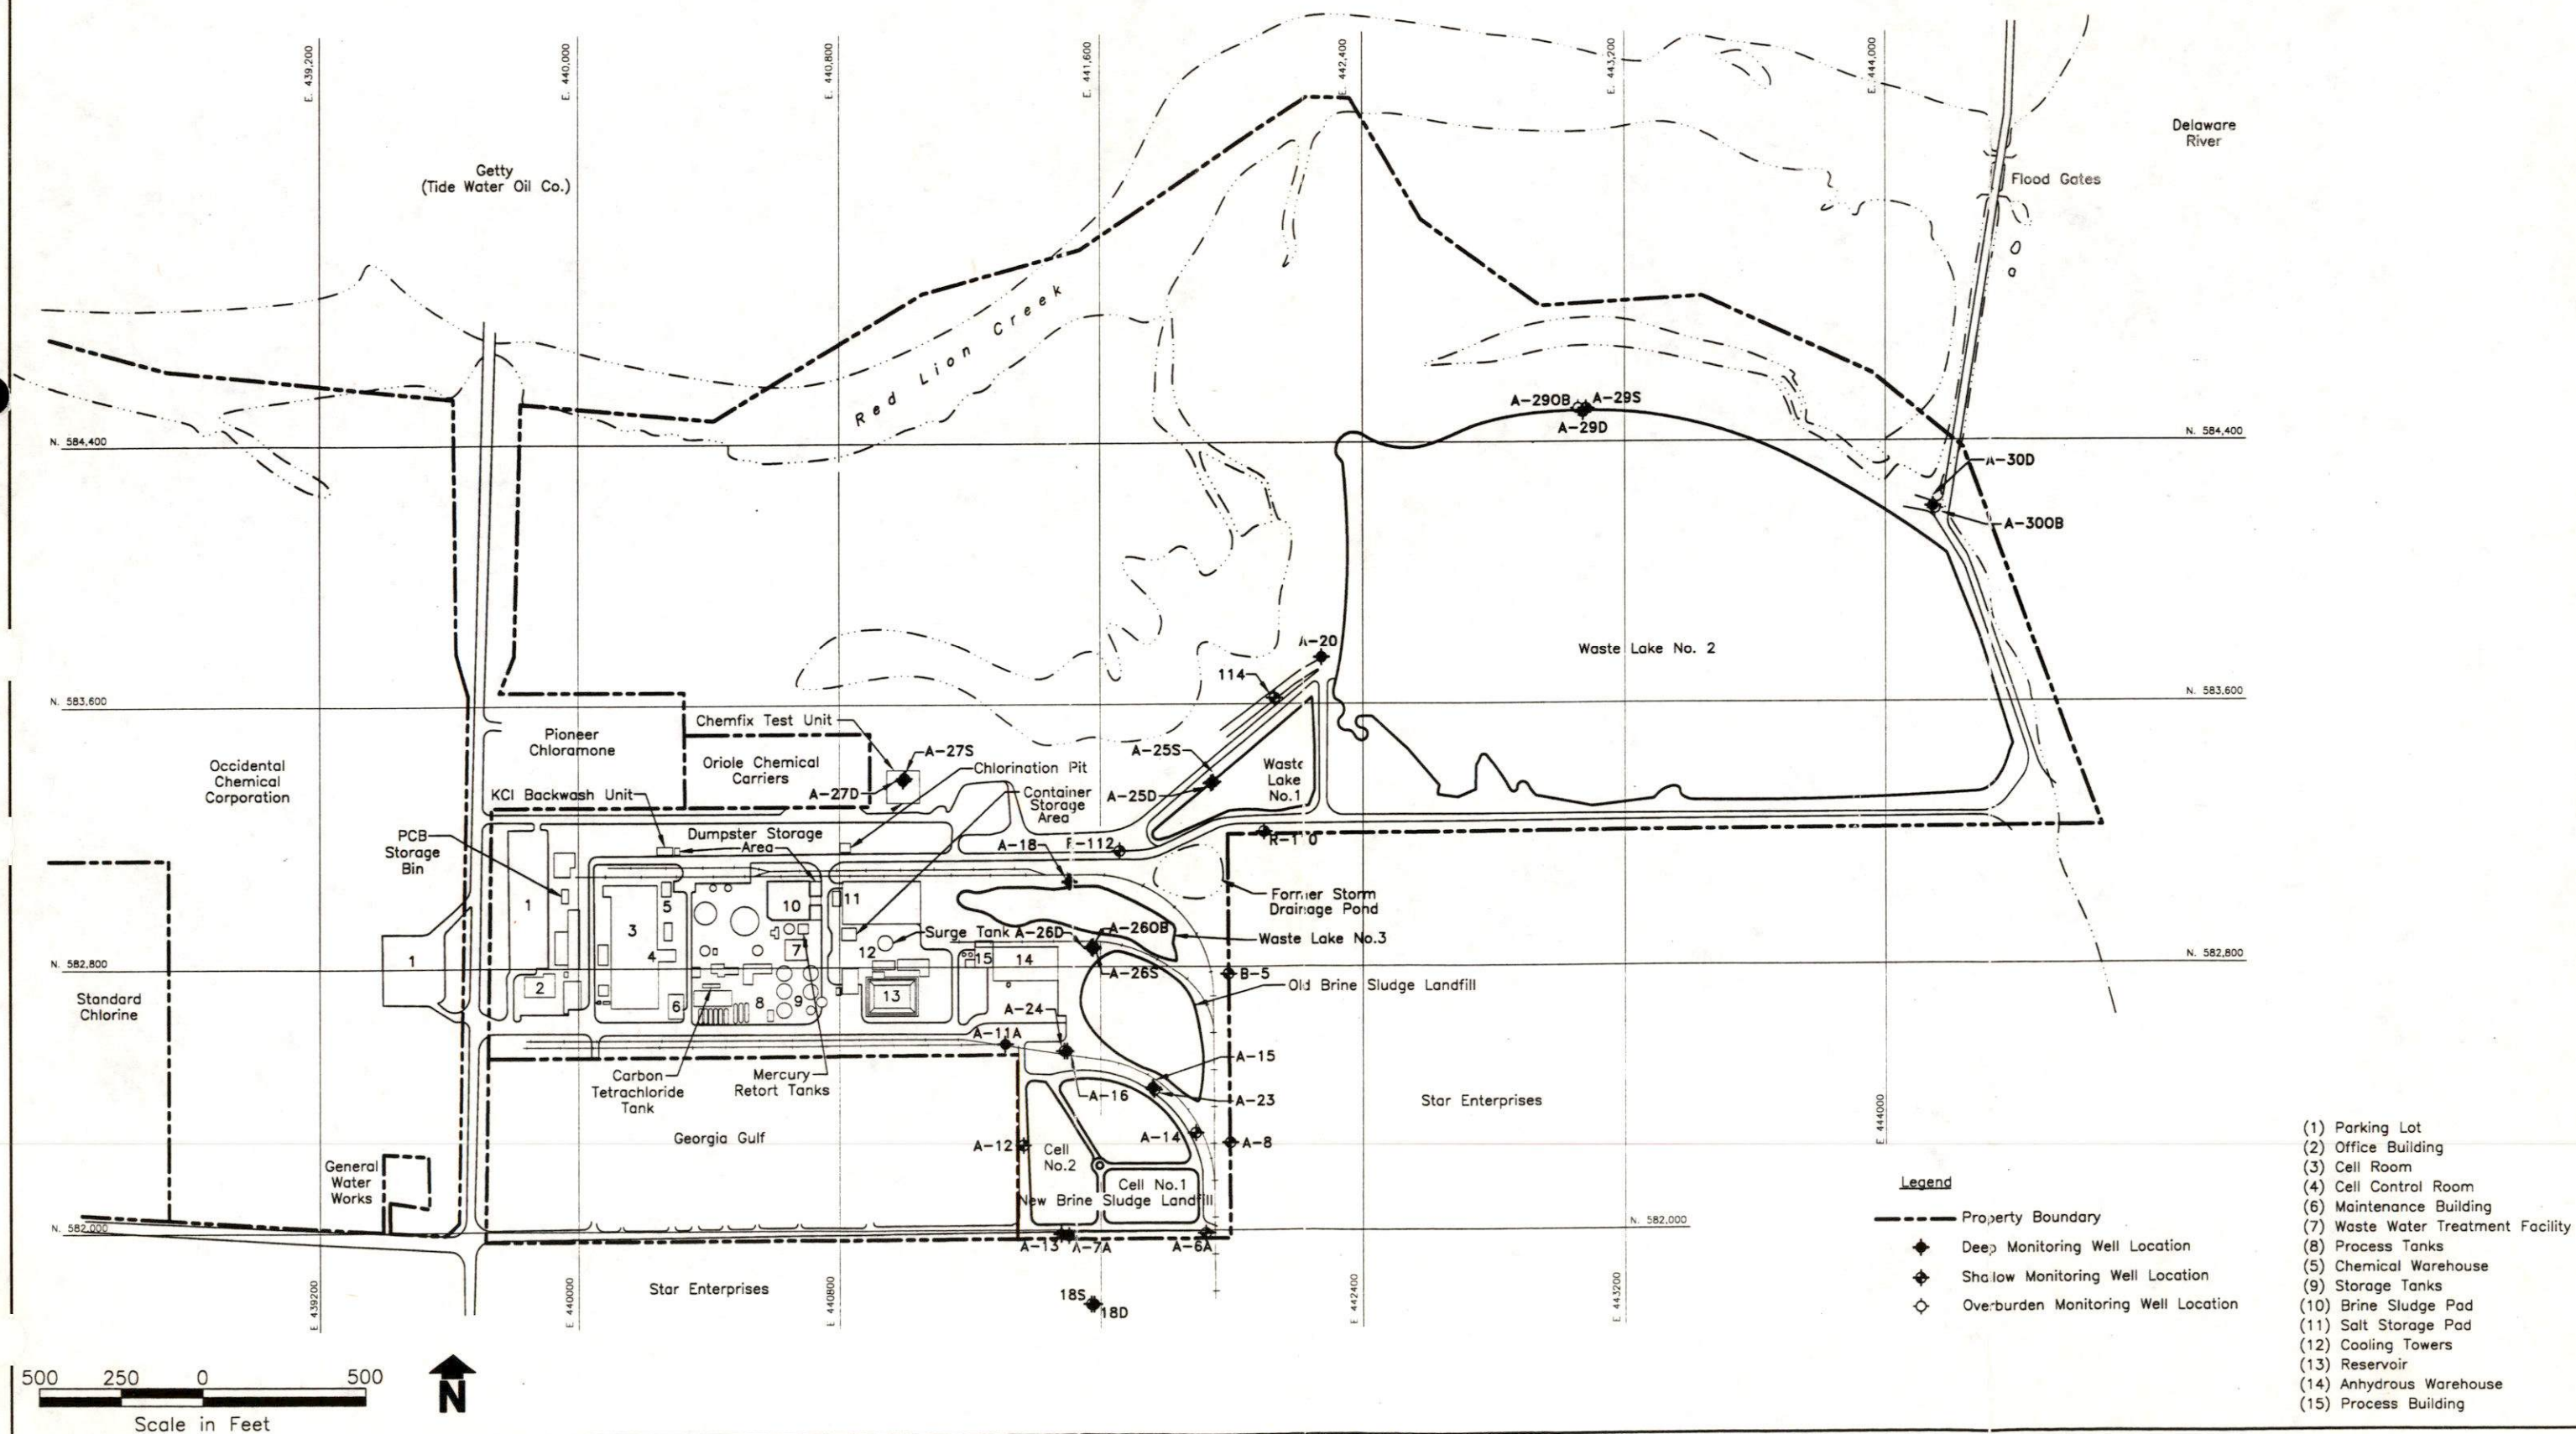 E. 439,200
E. 440,000
E. 440,800
E. 441,600
E. 442,400
E. 443,200
E. 444,000
Delaware
River
Getty
(Tide Water Oil Co.)
Flood Gates
Red Lion Creek
A-29OB
A-29S
A-29D
N. 584,400
N. 584,400
A-30D
A-30OB
A-20
Waste Lake No. 2
114
N. 583,600
N. 583,600
Chemfix Test Unit
Pioneer
Chloramone
A-27S
A-25S
Oriole Chemical
Carriers
Chlorination Pit
Waste
Lake
No.1
Occidental
Chemical
Corporation
KCl Backwash Unit
A-27D
Container
Storage
Area
A-25D
PCB
Storage
Bin
Dumpster Storage
Area
A-18
R-112
R-110
Former Storm
Drainage Pond
1
5
10
11
3
Surge Tank
A-26D
A-26OB
Waste Lake No.3
1
4
7
12
15
14
A-26S
B-5
N. 582,800
N. 582,800
Old Brine Sludge Landfill
2
6
8
9
13
Standard
Chlorine
A-24
A-11A
A-15
Carbon
Tetrachloride
Tank
Mercury
Retort Tanks
A-16
A-23
Star Enterprises
Georgia Gulf
A-12
Cell
No.2
A-14
A-8
E 444000
General
Water
Works
Cell No.1
New Brine Sludge Landfill
N. 582,000
N. 582,000
A-13
A-7A
A-6A
Star Enterprises
18S
18D
E 439200
E 440000
E 440800
E 442400
E 443200
Legend
Property Boundary
Deep Monitoring Well Location
Shallow Monitoring Well Location
Overburden Monitoring Well Location
(1) Parking Lot
(2) Office Building
(3) Cell Room
(4) Cell Control Room
(6) Maintenance Building
(7) Waste Water Treatment Facility
(8) Process Tanks
(5) Chemical Warehouse
(9) Storage Tanks
(10) Brine Sludge Pad
(11) Salt Storage Pad
(12) Cooling Towers
(13) Reservoir
(14) Anhydrous Warehouse
(15) Process Building
500 250 0 500
Scale in Feet
N